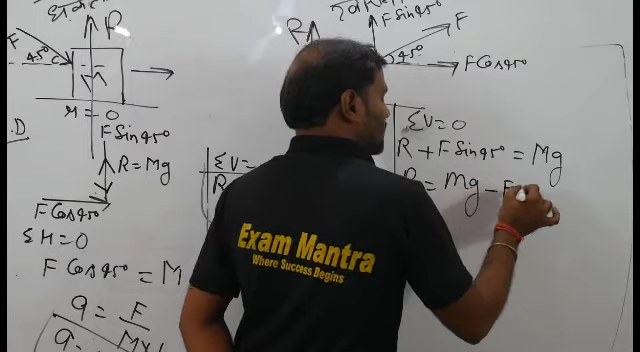 R
F
45°
μ = 0
.D
F Sin45°
R = Mg
F Cos45°
ΣH = 0
F Cos45° = M
a = F
ΣV =
R
R
F Sin45°
F
45°
F Cos45°
ΣV = 0
R + F Sin45° = Mg
R = Mg - F
Exam Mantra
Where Success Begins